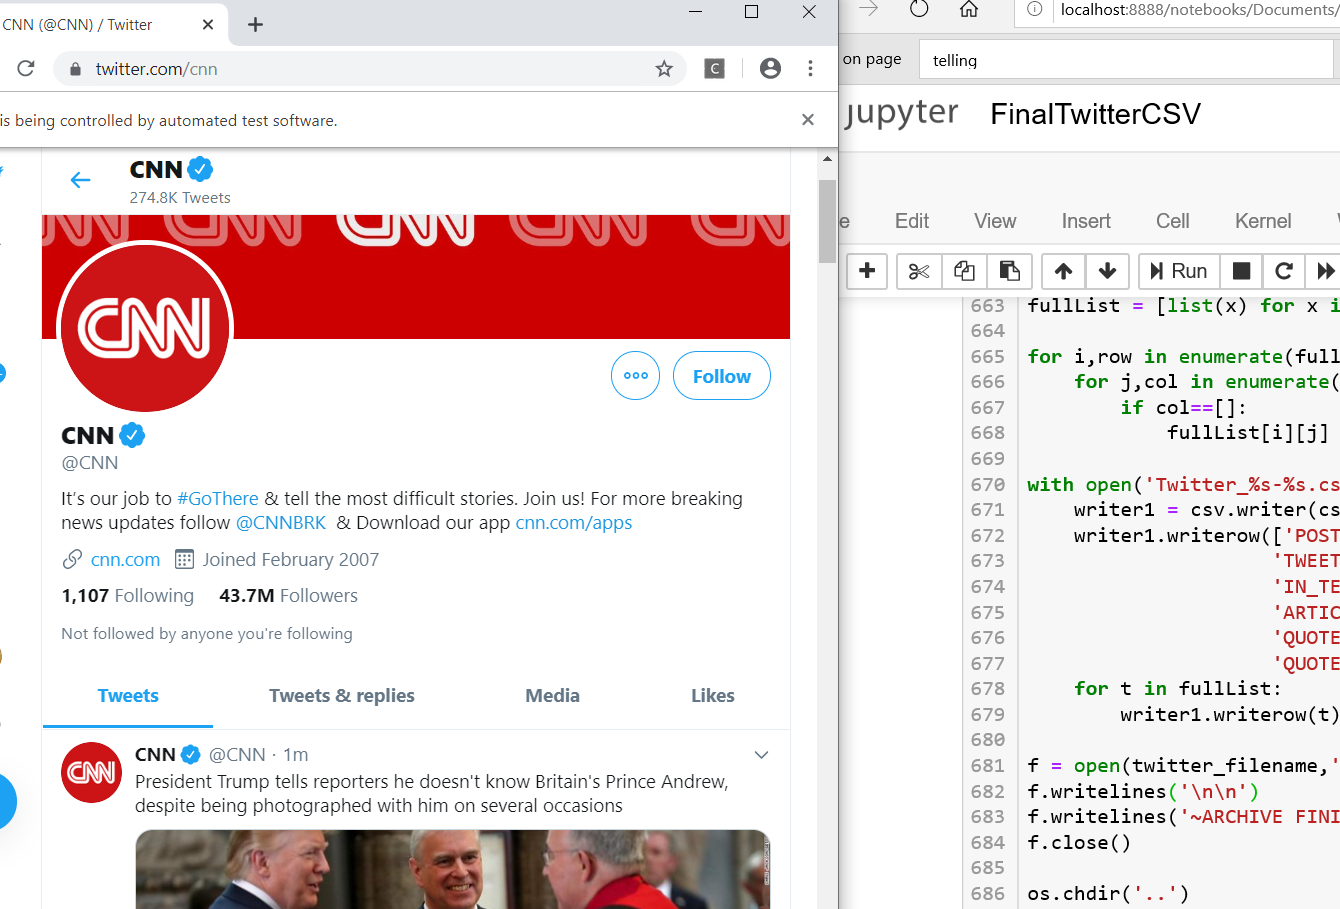 CNN (@CNN) / Twitter
twitter.com/cnn
C
is being controlled by automated test software.
CNN
274.8K Tweets
CNN CNN CNN CNN CNN
CNN
Follow
CNN
@CNN
It's our job to #GoThere & tell the most difficult stories. Join us! For more breaking
news updates follow @CNNBRK & Download our app cnn.com/apps
cnn.com Joined February 2007
1,107 Following 43.7M Followers
Not followed by anyone you're following
Tweets Tweets & replies Media Likes
CNN
CNN @CNN · 1m
President Trump tells reporters he doesn't know Britain's Prince Andrew,
despite being photographed with him on several occasions
localhost:8888/notebooks/Documents/
on page telling
jupyter FinalTwitterCSV
e Edit View Insert Cell Kernel
Run
663 fullList = [list(x) for x i
664
665 for i,row in enumerate(full
666 for j,col in enumerate(
667 if col==[]:
668 fullList[i][j]
669
670 with open('Twitter_%s-%s.cs
671 writer1 = csv.writer(cs
672 writer1.writerow(['POST
673 'TWEET
674 'IN_TE
675 'ARTIC
676 'QUOTE
677 'QUOTE
678 for t in fullList:
679 writer1.writerow(t)
680
681 f = open(twitter_filename,'
682 f.writelines('\n\n')
683 f.writelines('~ARCHIVE FINI
684 f.close()
685
686 os.chdir('..')